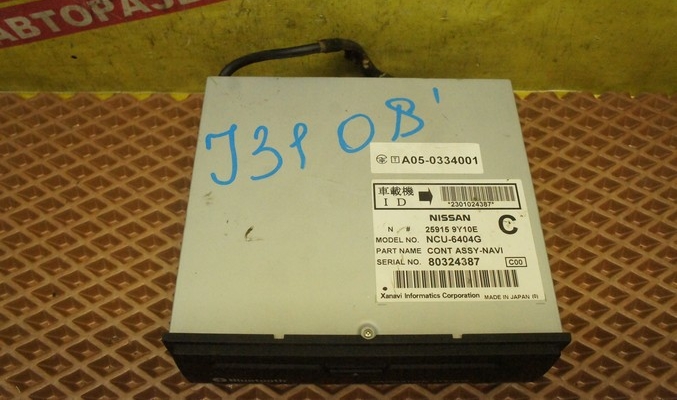 АВТОРАЗ
J31 OB'
A05-0334001
車載機
I D
*2301024387*
NISSAN
C
N # 25915 9Y10E
MODEL NO. NCU-6404G
PART NAME CONT ASSY-NAVI
SERIAL NO. 80324387 C00
Xanavi Informatics Corporation MADE IN JAPAN (I)
Bluetooth